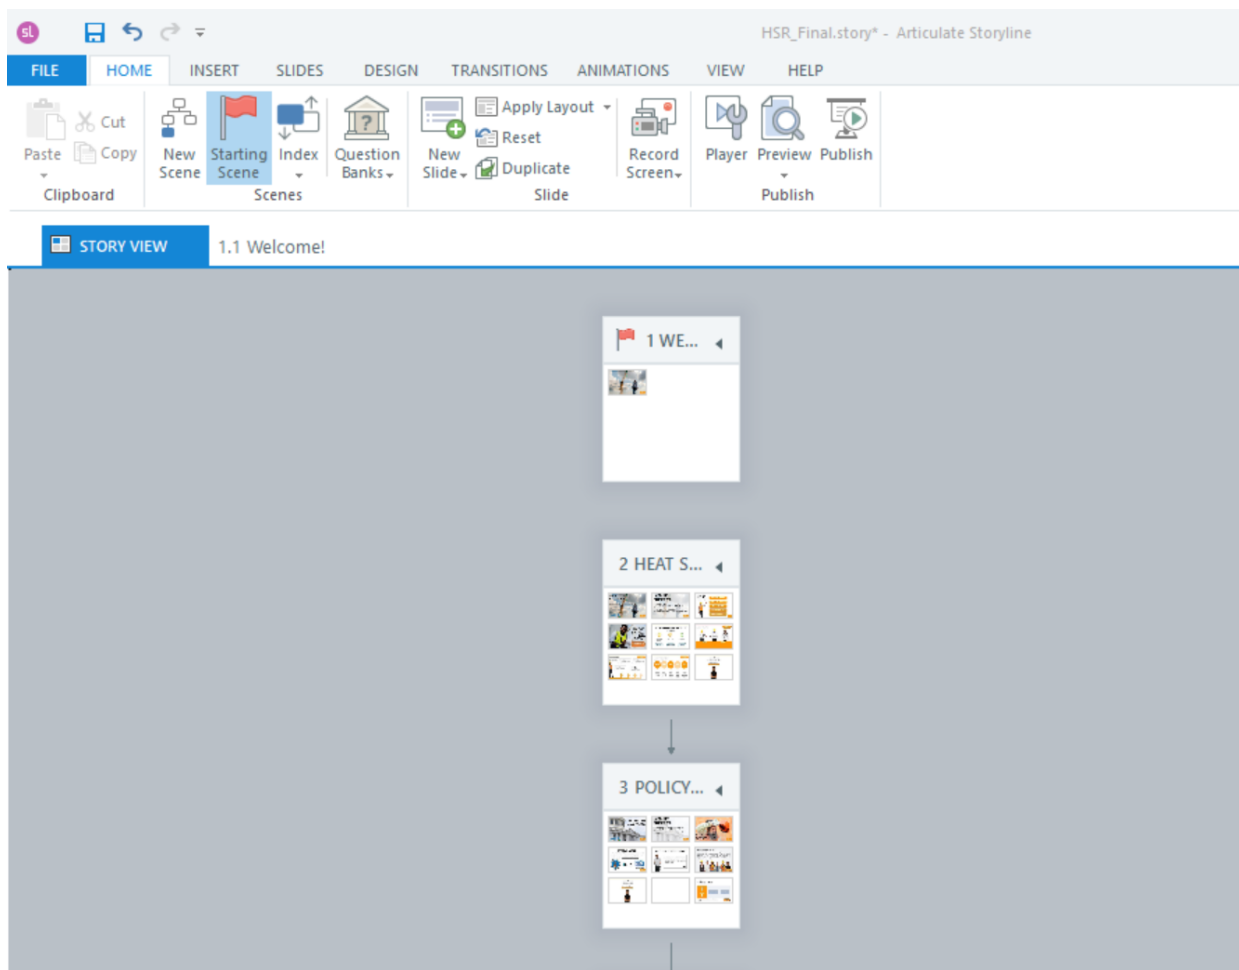 sl
HSR_Final.story* - Articulate Storyline
FILE HOME INSERT SLIDES DESIGN TRANSITIONS ANIMATIONS VIEW HELP
Paste Cut Copy
Clipboard
New Scene Starting Scene Index Question Banks
Scenes
New Slide Apply Layout Reset Duplicate Record Screen
Slide
Player Preview Publish
Publish
STORY VIEW 1.1 Welcome!
1 WE...
2 HEAT S...
3 POLICY...